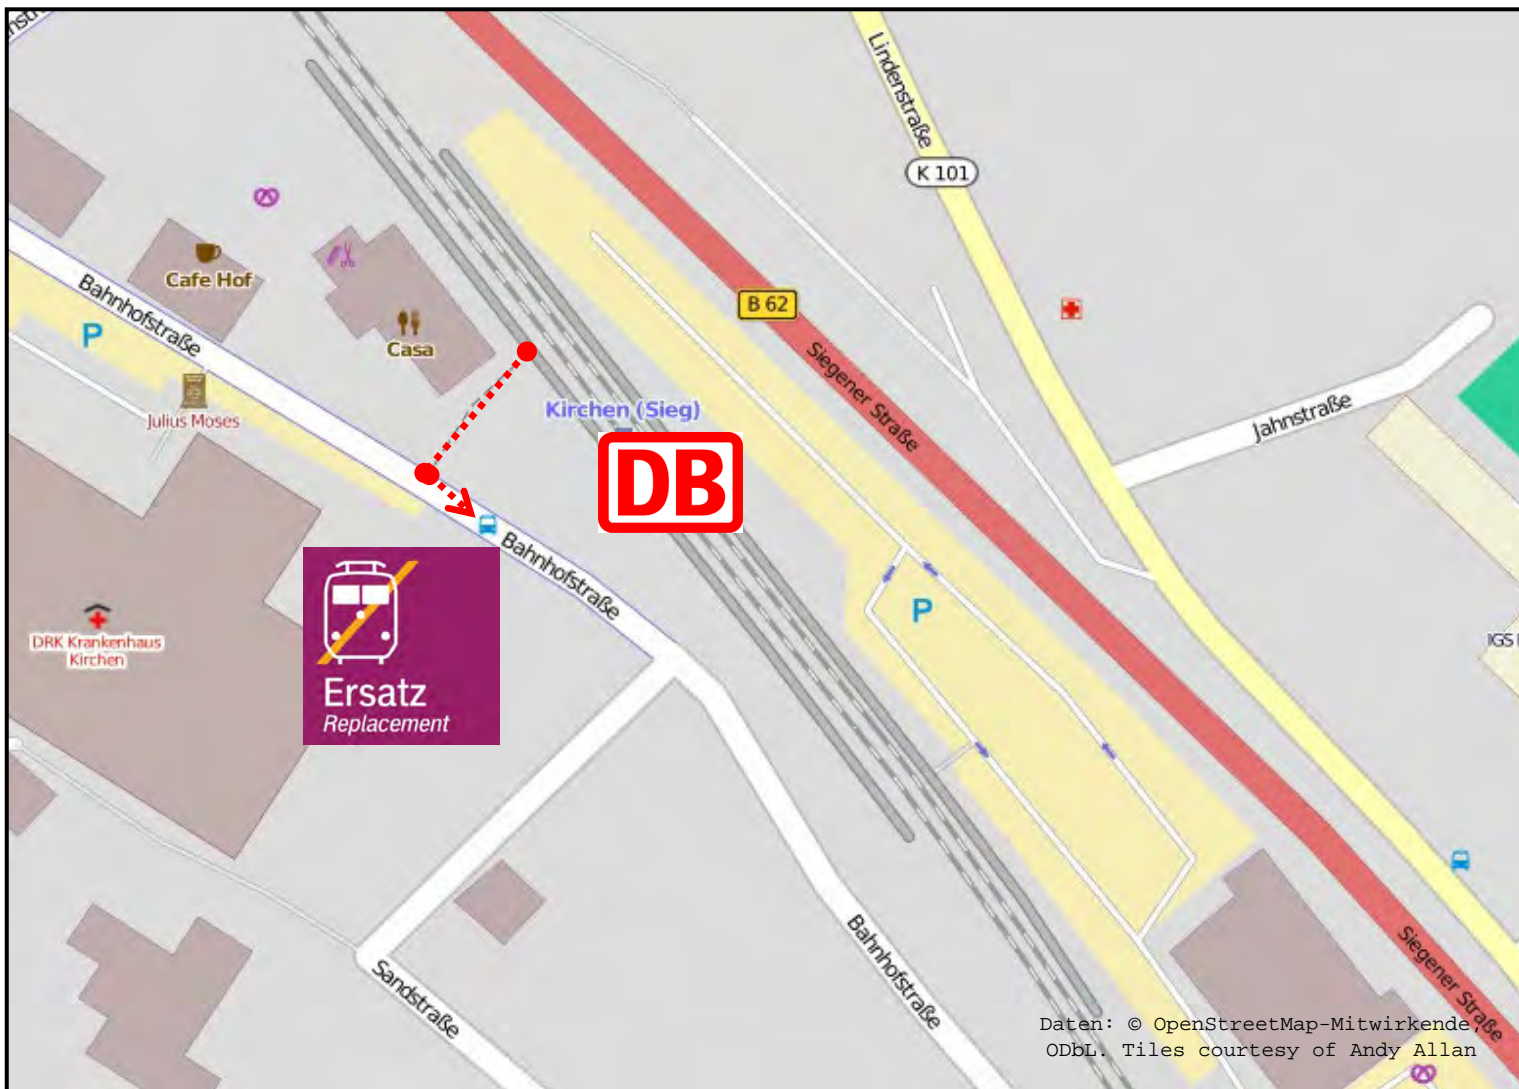 Lindenstraße
K 101
Cafe Hof
Bahnhofstraße
P
Casa
B 62
Siegener Straße
Julius Moses
Kirchen (Sieg)
DB
Jahnstraße
Bahnhofstraße
P
DRK Krankenhaus
Kirchen
Ersatz
Replacement
IGS
Sandstraße
Bahnhofstraße
Siegener Straße
Daten: © OpenStreetMap-Mitwirkende,
ODbL. Tiles courtesy of Andy Allan